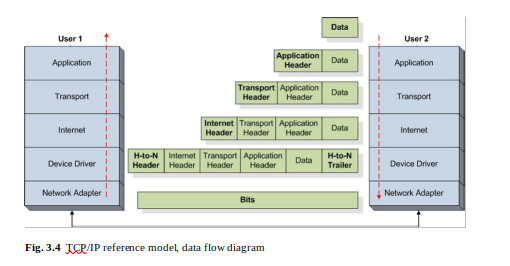 Data
User 1
User 2
Application
Application Header
Data
Application
Transport
Transport Header
Application Header
Data
Transport
Internet
Internet Header
Transport Header
Application Header
Data
Internet
Device Driver
H-to-N Header
Internet Header
Transport Header
Application Header
Data
H-to-N Trailer
Device Driver
Network Adapter
Bits
Network Adapter
Fig. 3.4 TCP/IP reference model, data flow diagram